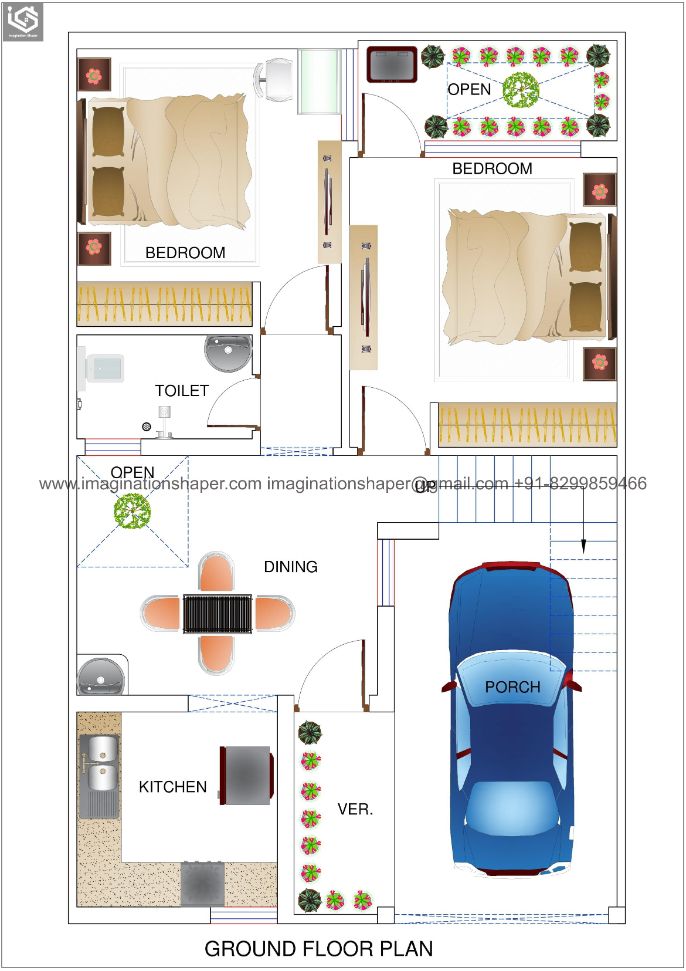 iCS
Imagination Shaper
OPEN
BEDROOM
BEDROOM
TOILET
OPEN
www.imaginationshaper.com imaginationshaper@gmail.com +91-8299859466
UP
DINING
PORCH
KITCHEN
VER.
GROUND FLOOR PLAN